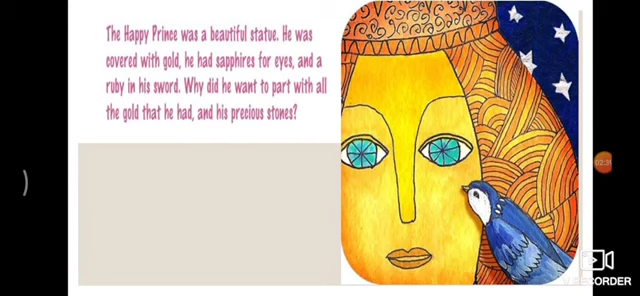 The Happy Prince was a beautiful statue. He was
covered with gold, he had sapphires for eyes, and a
ruby in his sword. Why did he want to part with all
the gold that he had, and his precious stones?
02:31
V RECORDER